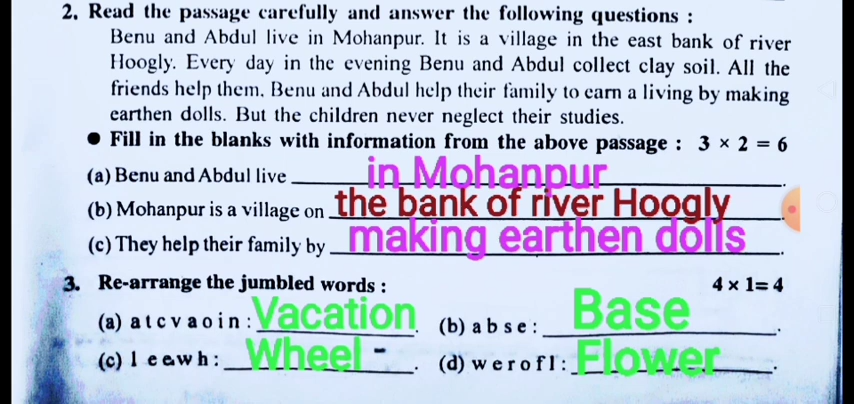 2. Read the passage carefully and answer the following questions :
Benu and Abdul live in Mohanpur. It is a village in the east bank of river
Hoogly. Every day in the evening Benu and Abdul collect clay soil. All the
friends help them. Benu and Abdul help their family to earn a living by making
earthen dolls. But the children never neglect their studies.
● Fill in the blanks with information from the above passage : 3 × 2 = 6
(a) Benu and Abdul live in Mohanpur.
(b) Mohanpur is a village on the bank of river Hoogly
(c) They help their family by making earthen dolls.
3. Re-arrange the jumbled words : 4 x 1= 4
(a) a t c v a o i n : Vacation. (b) a b s e : Base.
(c) l e e w h : Wheel - . (d) w e r o f l : Flower.